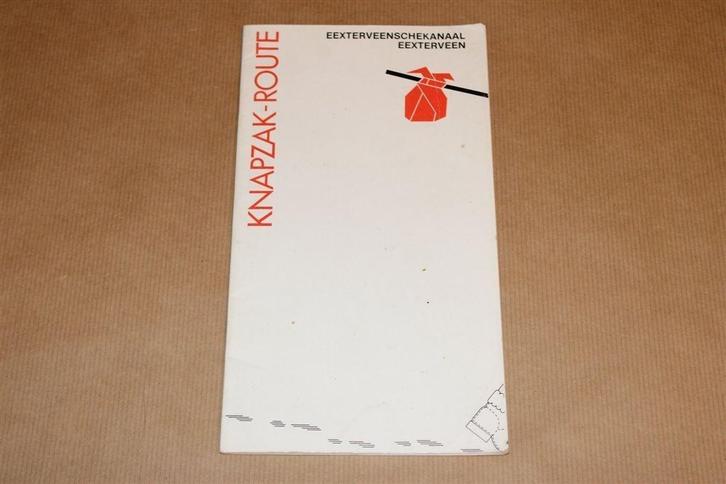 KNAPZAK-ROUTE
EEXTERVEENSCHEKANAAL
EEXTERVEEN